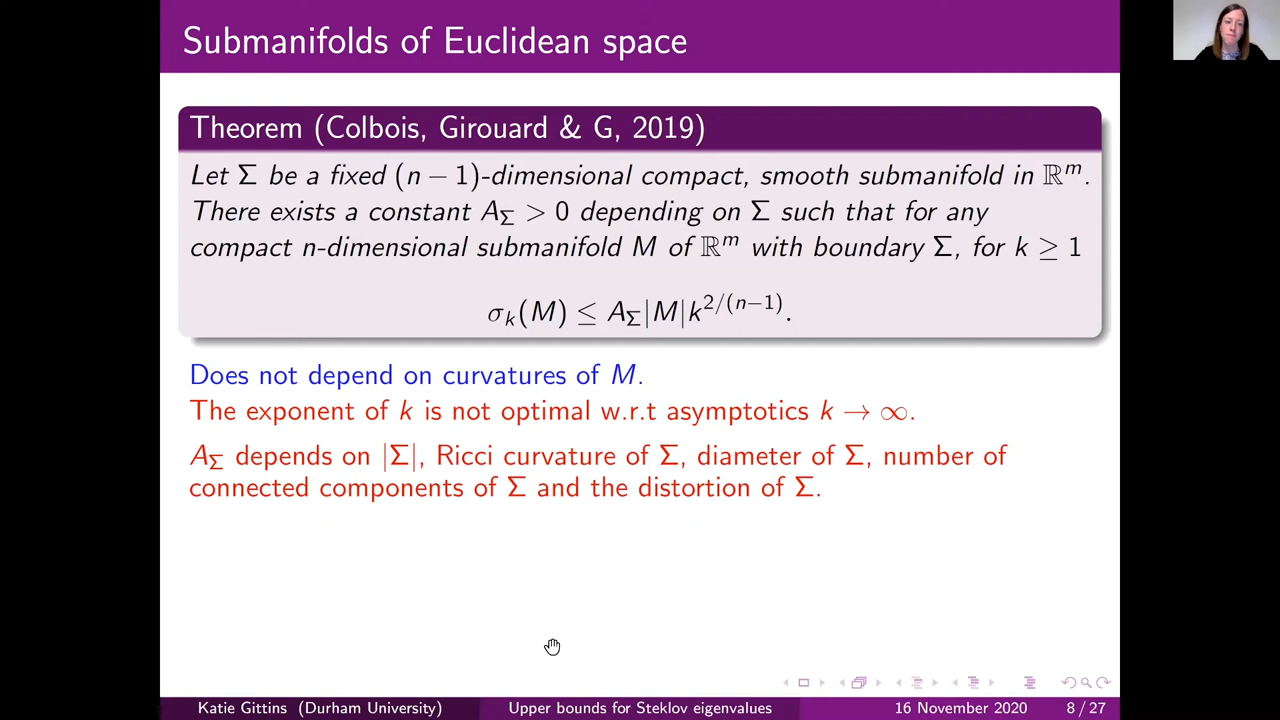 Submanifolds of Euclidean space
Theorem (Colbois, Girouard & G, 2019)
Let Σ be a fixed (n − 1)-dimensional compact, smooth submanifold in ℝᵐ.
There exists a constant A_Σ > 0 depending on Σ such that for any
compact n-dimensional submanifold M of ℝᵐ with boundary Σ, for k ≥ 1
σₖ(M) ≤ A_Σ|M|k^{2/(n−1)}.
Does not depend on curvatures of M.
The exponent of k is not optimal w.r.t asymptotics k → ∞.
A_Σ depends on |Σ|, Ricci curvature of Σ, diameter of Σ, number of
connected components of Σ and the distortion of Σ.
Katie Gittins (Durham University) Upper bounds for Steklov eigenvalues 16 November 2020 8 / 27